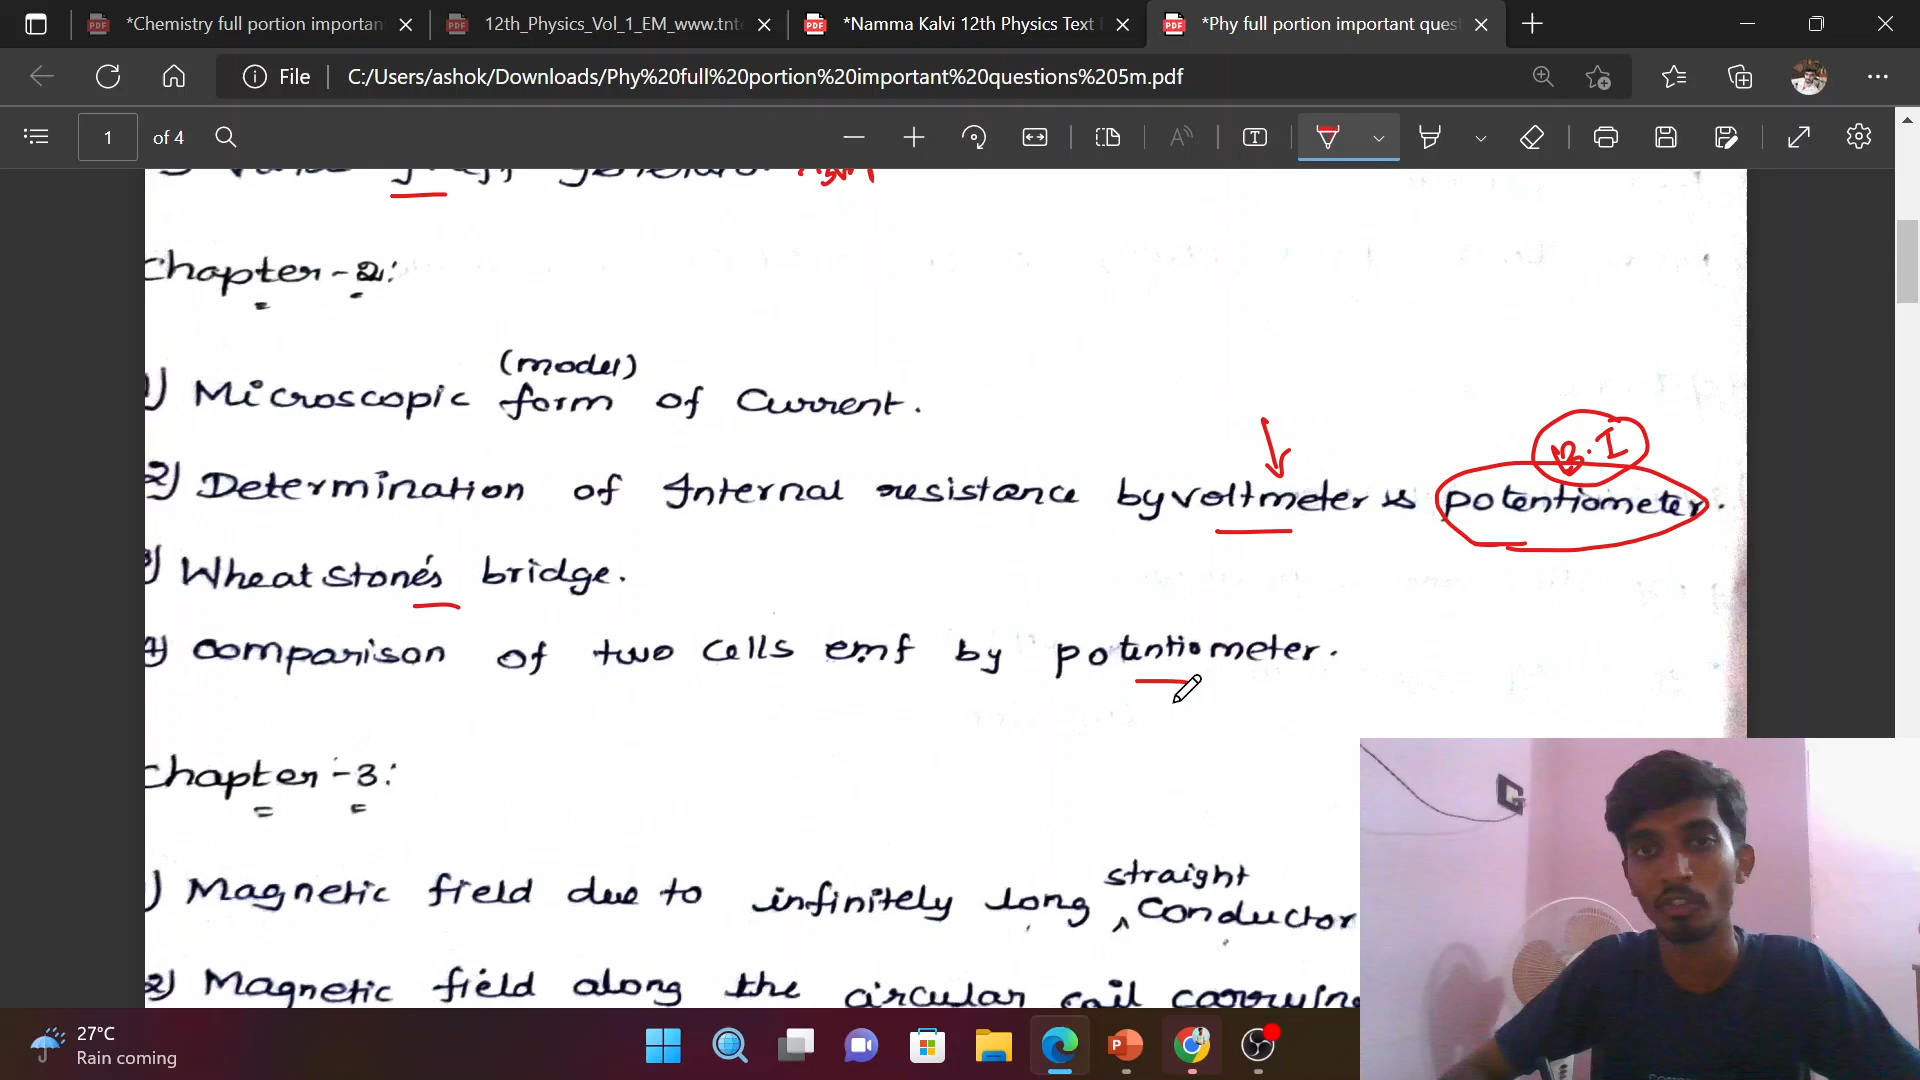 *Chemistry full portion important
12th_Physics_Vol_1_EM_www.tnt
*Namma Kalvi 12th Physics Text
*Phy full portion important ques
File
C:/Users/ashok/Downloads/Phy%20full%20portion%20important%20questions%205m.pdf
1 of 4
Chapter-2:
(model)
1) Microscopic form of Current.
B.I
2) Determination of Internal resistance by voltmeter & potentiometer.
3) Wheatstone's bridge.
4) Comparison of two cells emf by potentiometer.
Chapter-3:
straight
1) Magnetic field due to infinitely long ^ Conductor
2) Magnetic field along the circular coil carrying
27°C
Rain coming